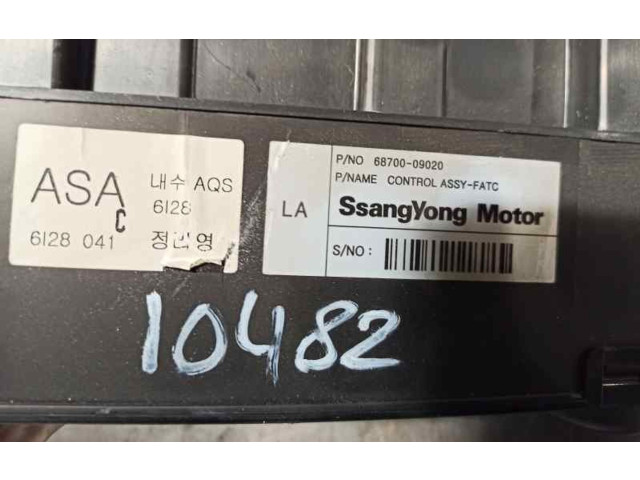 ASA
C
내수 AQS
6I28
6I28 041
LA
P/NO 68700-09020
P/NAME CONTROL ASSY-FATC
SsangYong Motor
S/NO :
10482